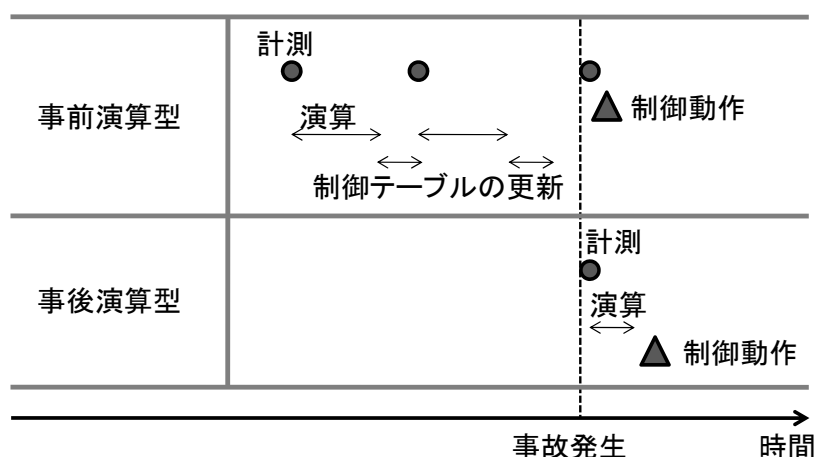 計測
事前演算型
制御動作
演算
制御テーブルの更新
計測
事後演算型
演算
制御動作
事故発生
時間